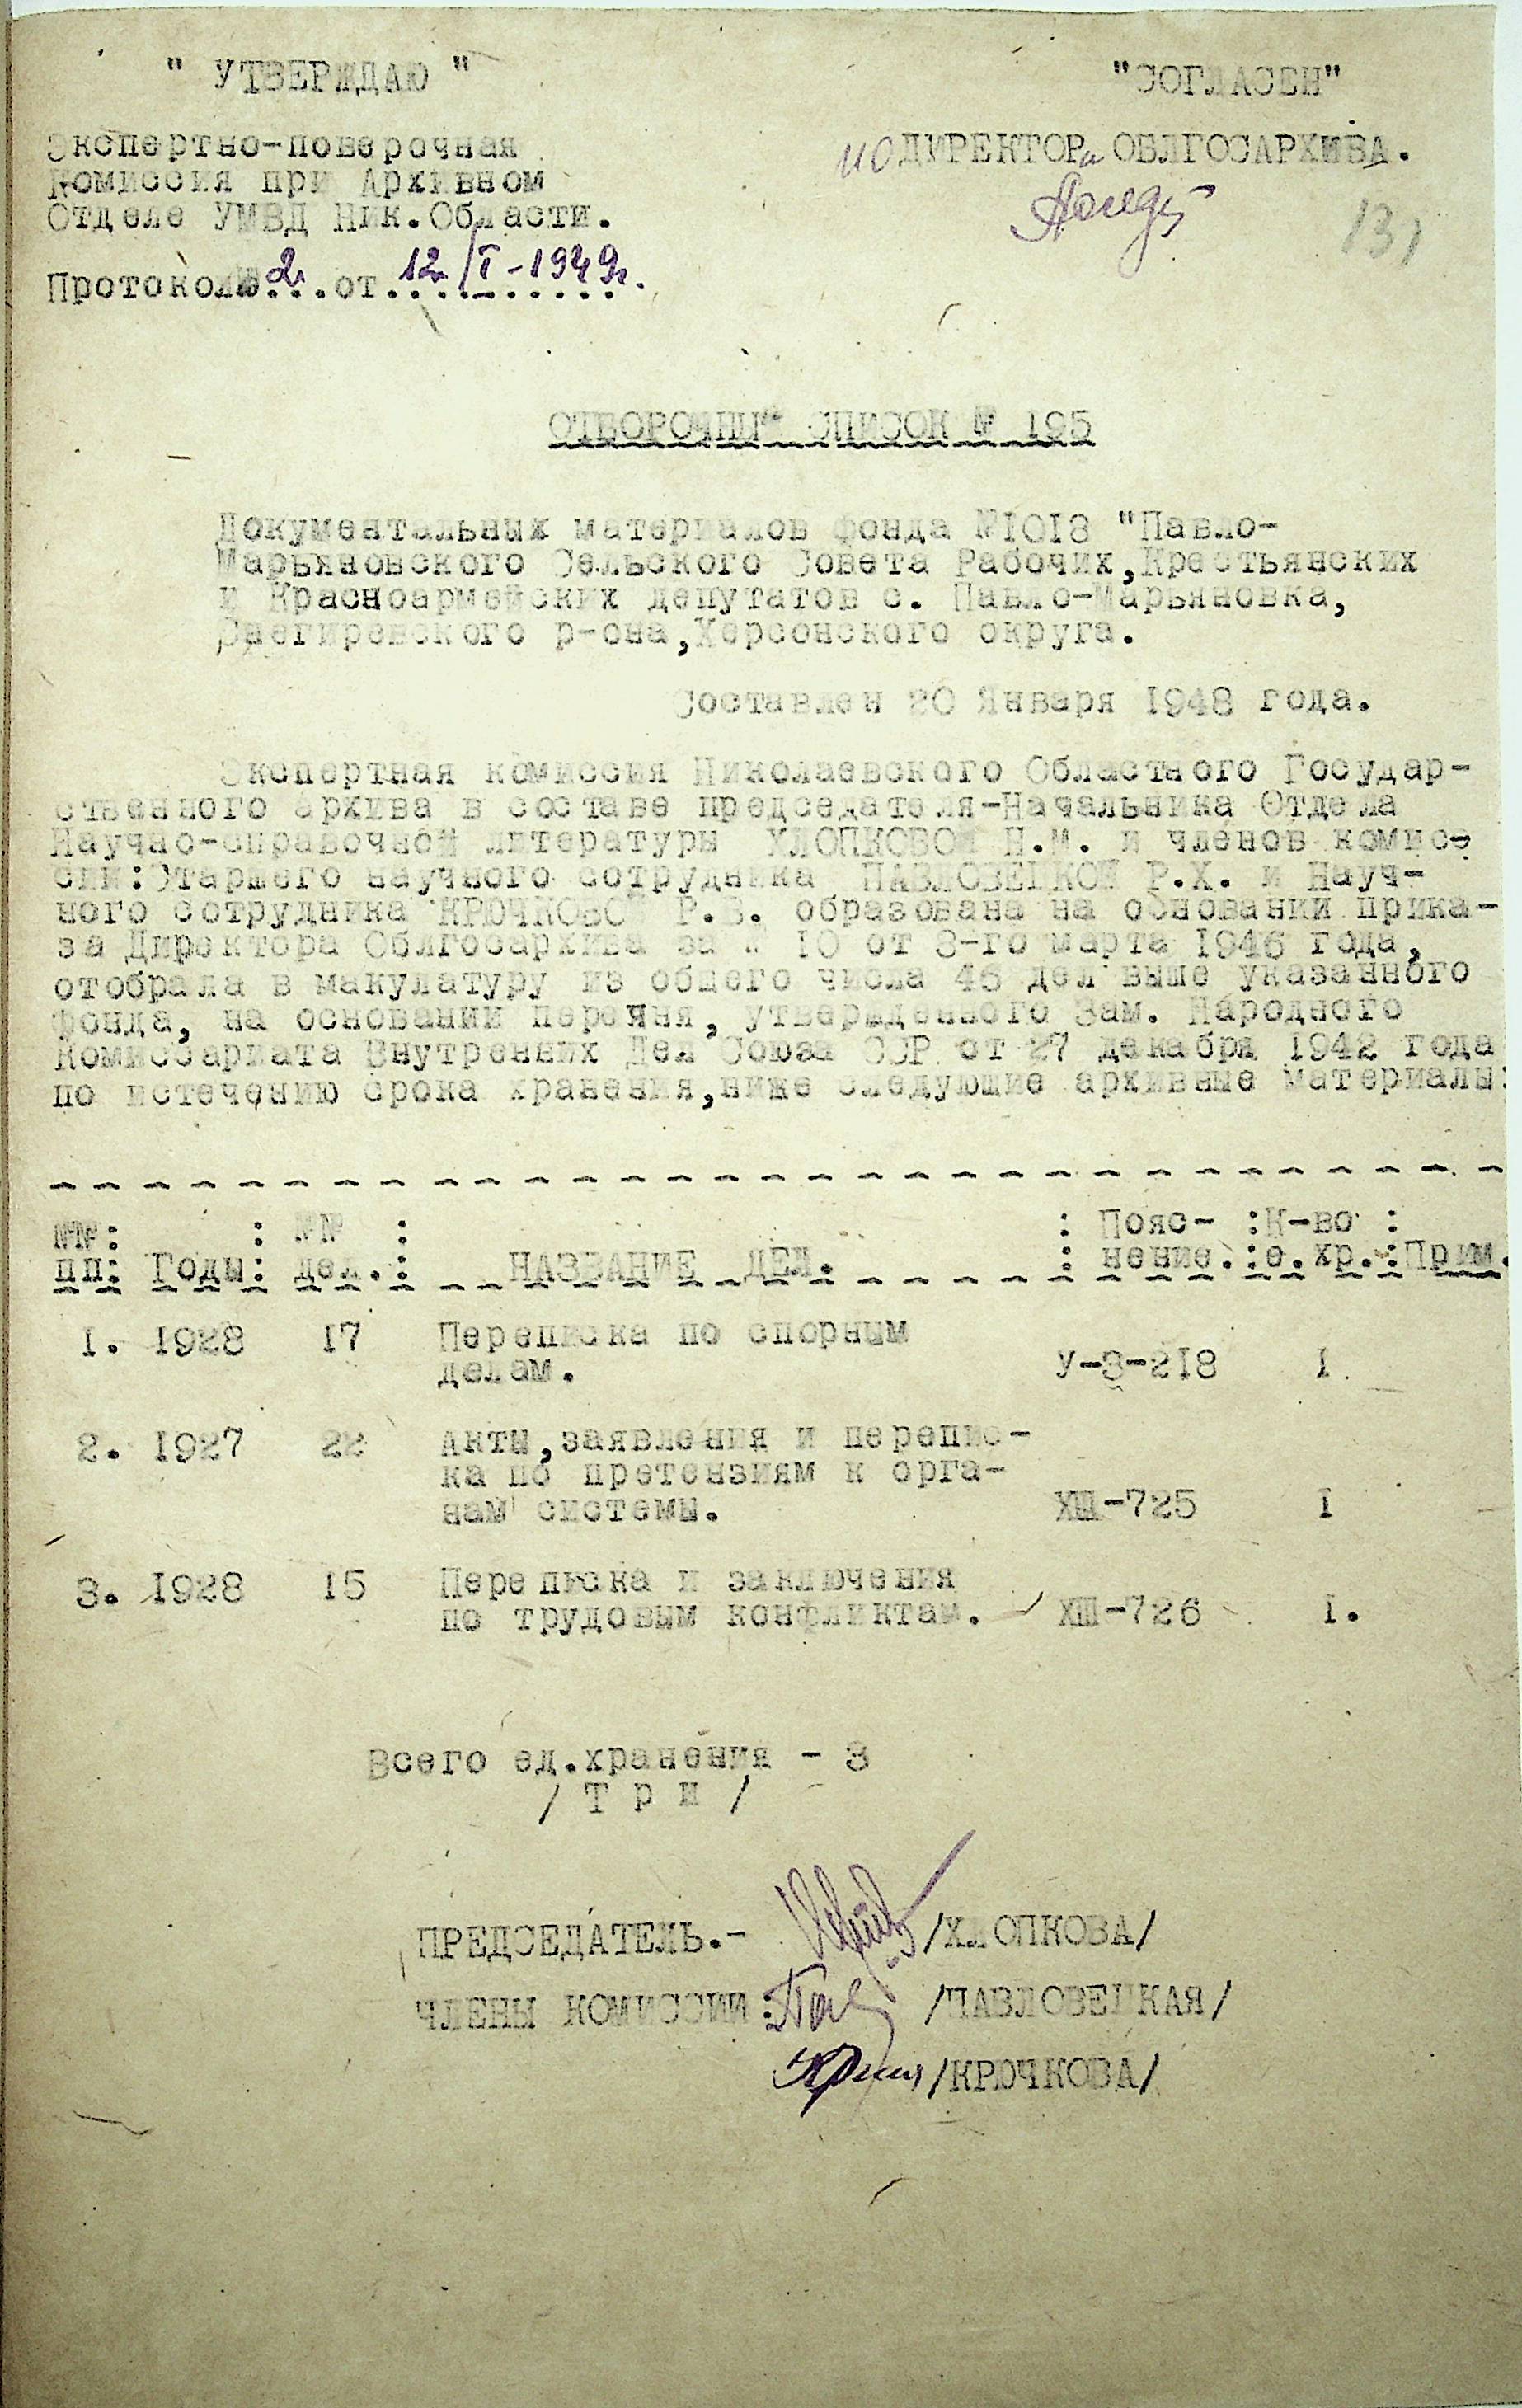 " УТВЕРЖДАЮ "
"СОГЛАСЕН"
Экспертно-поверочная
Комиссия при Архивном
Отделе УМВД Ник.Области.
Протокол№ 2. от 12/I-1949г.
ио ДИРЕКТОРа ОБЛГОСАРХИВА.
131
ОТБОРОЧНЫЙ СПИСОК № 195
Документальных материалов фонда №1018 "Павло-
Марьяновского Сельского Совета Рабочих,Крестьянских
и Красноармейских депутатов с. Павло-Марьяновка,
Снегиревского р-она,Херсонского округа.
Составлен 20 Января 1948 года.
Экспертная комиссия Николаевского Областного Государ-
ственного архива в составе председателя-Начальника Отдела
Научно-справочной литературы ХЛОПКОВОЙ Н.М. и членов комис-
сии:Старшего научного сотрудника ПАВЛОВЕЦКОЙ Р.Х. и Науч-
ного сотрудника КРЮЧКОВОЙ Р.В. образована на основании прика-
за Директора Облгосархива за № 10 от 3-го марта 1946 года,
отобрала в макулатуру из общего числа 46 дел выше указанного
фонда, на основании перечня, утвержденного Зам. Народного
Комиссариата Внутренних Дел Союза ССР от 27 декабря 1942 года
по истечению срока хранения,ниже следующие архивные материалы:
№№: : №№ : : Пояс- :К-во :
пп: Годы: дел.: НАЗВАНИЕ ДЕЛ. : нение.:е.хр.:Прим.
1. 1928 17 Переписка по спорным
делам. У-3-218 1
2. 1927 22 Акты,заявления и перепис-
ка по претензиям к орга-
нам системы. ХШ-725 1
3. 1928 15 Переписка и заключения
по трудовым конфликтам. ХШ-726 1.
Всего ед.хранения - 3
/ Т р и /
ПРЕДСЕДАТЕЛЬ.- /ХЛОПКОВА/
ЧЛЕНЫ КОМИССИИ: Пав /ПАВЛОВЕЦКАЯ/
/КРЮЧКОВА/